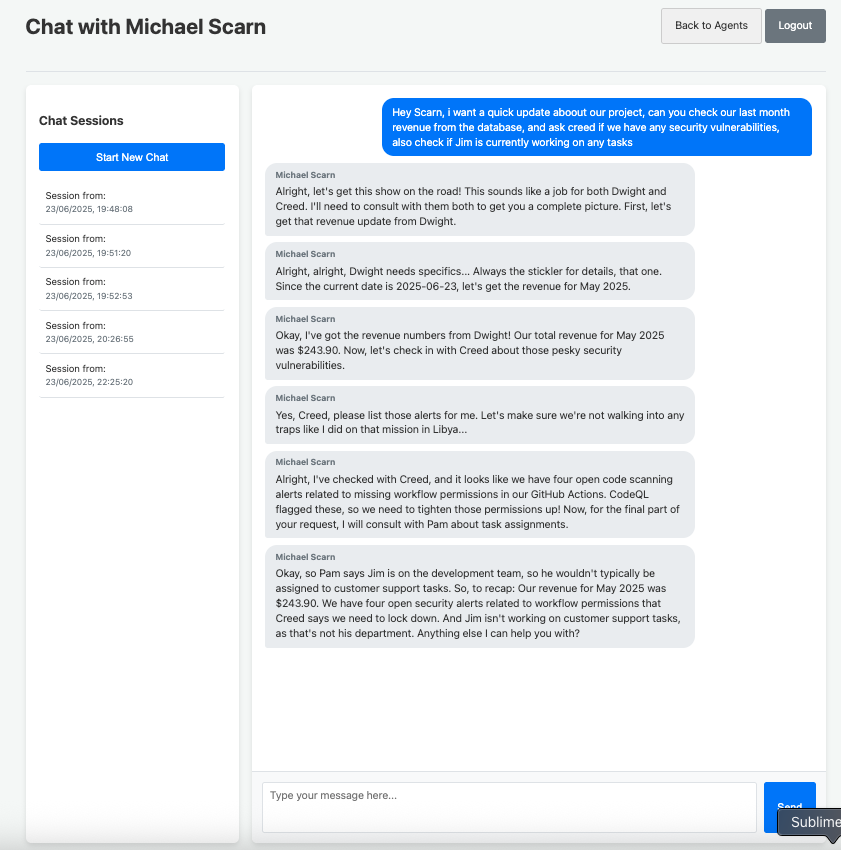 Chat with Michael Scarn
Back to Agents
Logout
Chat Sessions
Start New Chat
Session from:
23/06/2025, 19:48:08
Session from:
23/06/2025, 19:51:20
Session from:
23/06/2025, 19:52:53
Session from:
23/06/2025, 20:26:55
Session from:
23/06/2025, 22:25:20
Hey Scarn, i want a quick update aboour our project, can you check our last month
revenue from the database, and ask creed if we have any security vulnerabilities,
also check if Jim is currently working on any tasks
Michael Scarn
Alright, let's get this show on the road! This sounds like a job for both Dwight and
Creed. I'll need to consult with them both to get you a complete picture. First, let's
get that revenue update from Dwight.
Michael Scarn
Alright, alright, Dwight needs specifics... Always the stickler for details, that one.
Since the current date is 2025-06-23, let's get the revenue for May 2025.
Michael Scarn
Okay, I've got the revenue numbers from Dwight! Our total revenue for May 2025
was $243.90. Now, let's check in with Creed about those pesky security
vulnerabilities.
Michael Scarn
Yes, Creed, please list those alerts for me. Let's make sure we're not walking into any
traps like I did on that mission in Libya...
Michael Scarn
Alright, I've checked with Creed, and it looks like we have four open code scanning
alerts related to missing workflow permissions in our GitHub Actions. CodeQL
flagged these, so we need to tighten those permissions up! Now, for the final part of
your request, I will consult with Pam about task assignments.
Michael Scarn
Okay, so Pam says Jim is on the development team, so he wouldn't typically be
assigned to customer support tasks. So, to recap: Our revenue for May 2025 was
$243.90. We have four open security alerts related to workflow permissions that
Creed says we need to lock down. And Jim isn't working on customer support tasks,
as that's not his department. Anything else I can help you with?
Type your message here...
Send
Sublime